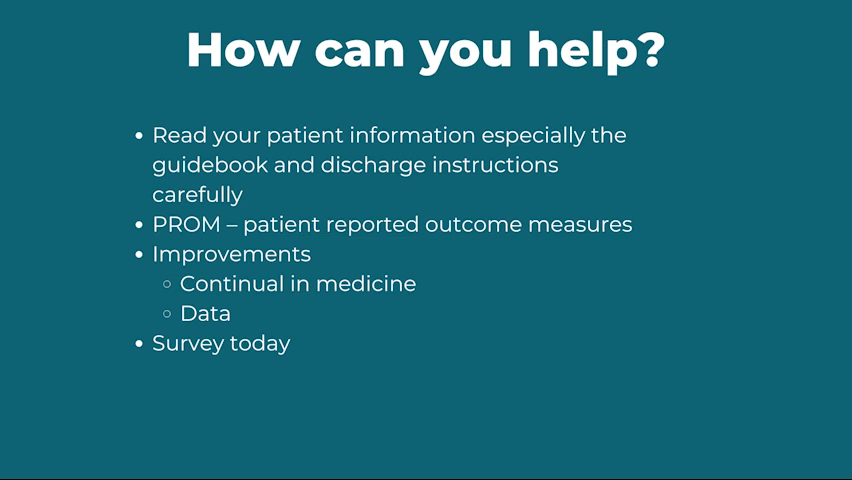 How can you help?
• Read your patient information especially the
guidebook and discharge instructions
carefully
• PROM – patient reported outcome measures
• Improvements
○ Continual in medicine
○ Data
• Survey today